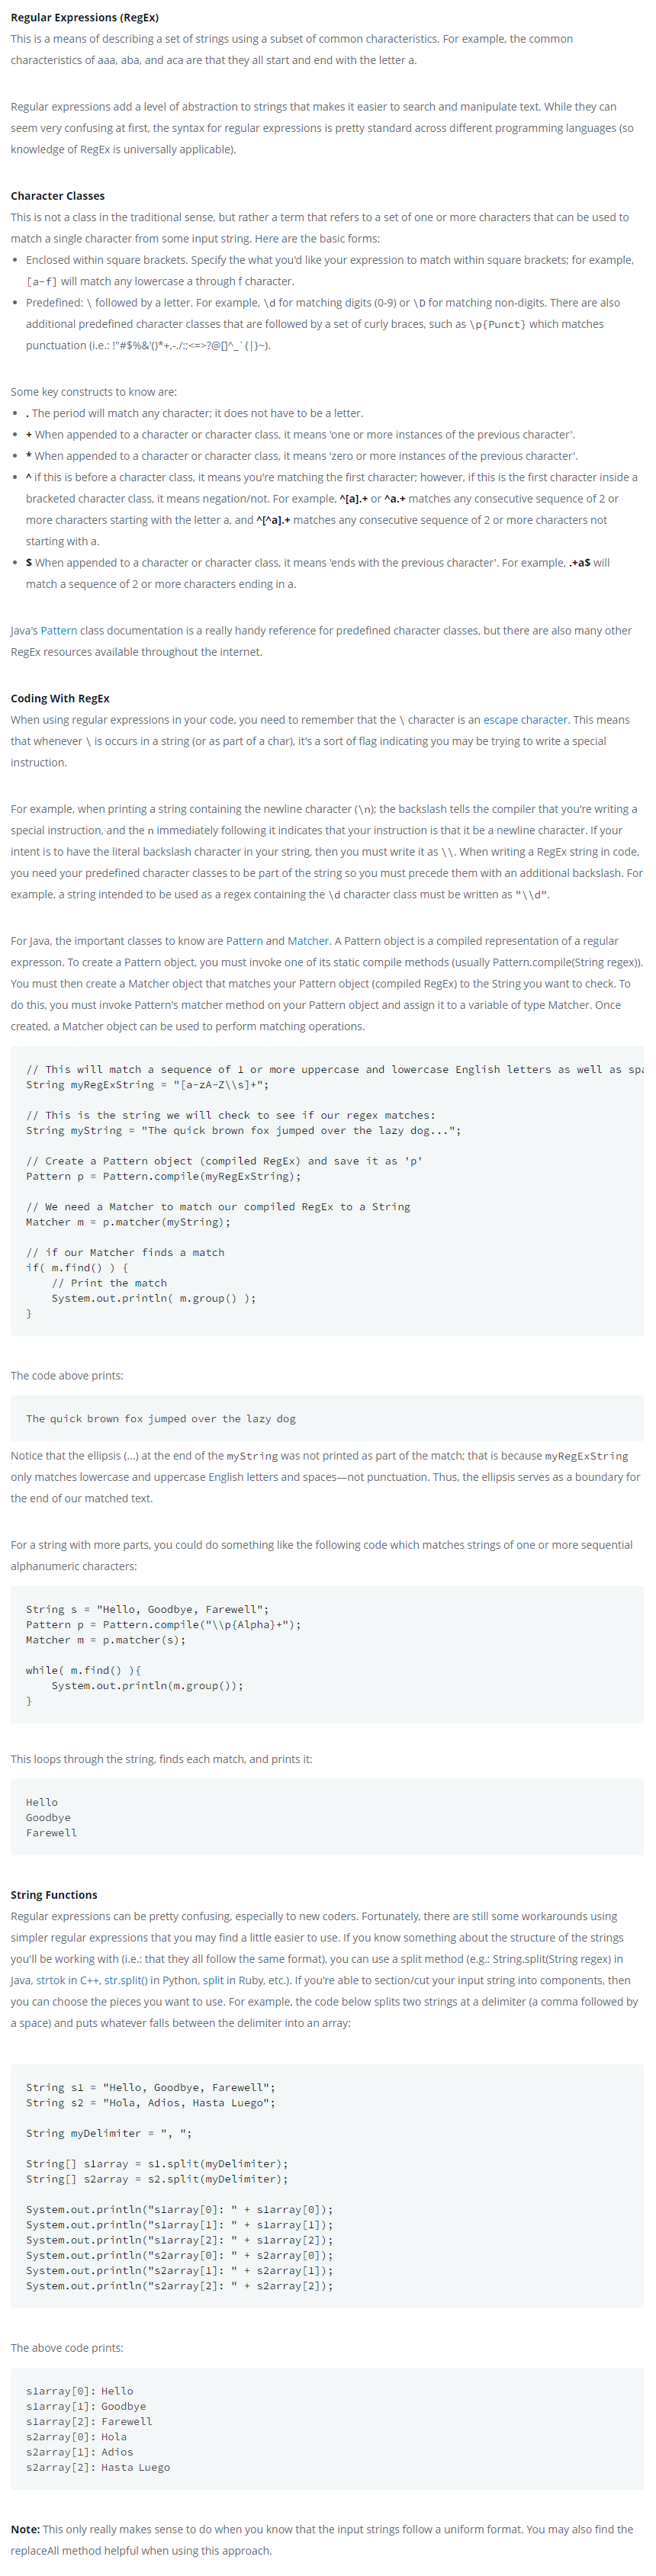 Regular Expressions (RegEx)
This is a means of describing a set of strings using a subset of common characteristics. For example, the common
characteristics of aaa, aba, and aca are that they all start and end with the letter a.
Regular expressions add a level of abstraction to strings that makes it easier to search and manipulate text. While they can
seem very confusing at first, the syntax for regular expressions is pretty standard across different programming languages (so
knowledge of RegEx is universally applicable).
Character Classes
This is not a class in the traditional sense, but rather a term that refers to a set of one or more characters that can be used to
match a single character from some input string. Here are the basic forms:
• Enclosed within square brackets. Specify the what you'd like your expression to match within square brackets; for example,
[a-f] will match any lowercase a through f character.
• Predefined: \ followed by a letter. For example, \d for matching digits (0-9) or \D for matching non-digits. There are also
additional predefined character classes that are followed by a set of curly braces, such as \p{Punct} which matches
punctuation (i.e.: !"#$%&'()*+,-./:;<=>?@[]^_`{|}~).
Some key constructs to know are:
• . The period will match any character; it does not have to be a letter.
• + When appended to a character or character class, it means 'one or more instances of the previous character'.
• * When appended to a character or character class, it means 'zero or more instances of the previous character'.
• ^ if this is before a character class, it means you're matching the first character; however, if this is the first character inside a
bracketed character class, it means negation/not. For example, ^[a].+ or ^a.+ matches any consecutive sequence of 2 or
more characters starting with the letter a, and ^[^a].+ matches any consecutive sequence of 2 or more characters not
starting with a.
• $ When appended to a character or character class, it means 'ends with the previous character'. For example, .+a$ will
match a sequence of 2 or more characters ending in a.
Java's Pattern class documentation is a really handy reference for predefined character classes, but there are also many other
RegEx resources available throughout the internet.
Coding With RegEx
When using regular expressions in your code, you need to remember that the \ character is an escape character. This means
that whenever \ is occurs in a string (or as part of a char), it's a sort of flag indicating you may be trying to write a special
instruction.
For example, when printing a string containing the newline character (\n); the backslash tells the compiler that you're writing a
special instruction, and the n immediately following it indicates that your instruction is that it be a newline character. If your
intent is to have the literal backslash character in your string, then you must write it as \\. When writing a RegEx string in code,
you need your predefined character classes to be part of the string so you must precede them with an additional backslash. For
example, a string intended to be used as a regex containing the \d character class must be written as "\\d".
For Java, the important classes to know are Pattern and Matcher. A Pattern object is a compiled representation of a regular
expresson. To create a Pattern object, you must invoke one of its static compile methods (usually Pattern.compile(String regex)).
You must then create a Matcher object that matches your Pattern object (compiled RegEx) to the String you want to check. To
do this, you must invoke Pattern's matcher method on your Pattern object and assign it to a variable of type Matcher. Once
created, a Matcher object can be used to perform matching operations.
// This will match a sequence of 1 or more uppercase and lowercase English letters as well as spa
String myRegExString = "[a-zA-Z\\s]+";
// This is the string we will check to see if our regex matches:
String myString = "The quick brown fox jumped over the lazy dog...";
// Create a Pattern object (compiled RegEx) and save it as 'p'
Pattern p = Pattern.compile(myRegExString);
// We need a Matcher to match our compiled RegEx to a String
Matcher m = p.matcher(myString);
// if our Matcher finds a match
if( m.find() ) {
    // Print the match
    System.out.println( m.group() );
}
The code above prints:
The quick brown fox jumped over the lazy dog
Notice that the ellipsis (...) at the end of the myString was not printed as part of the match; that is because myRegExString
only matches lowercase and uppercase English letters and spaces—not punctuation. Thus, the ellipsis serves as a boundary for
the end of our matched text.
For a string with more parts, you could do something like the following code which matches strings of one or more sequential
alphanumeric characters:
String s = "Hello, Goodbye, Farewell";
Pattern p = Pattern.compile("\\p{Alpha}+");
Matcher m = p.matcher(s);
while( m.find() ){
    System.out.println(m.group());
}
This loops through the string, finds each match, and prints it:
Hello
Goodbye
Farewell
String Functions
Regular expressions can be pretty confusing, especially to new coders. Fortunately, there are still some workarounds using
simpler regular expressions that you may find a little easier to use. If you know something about the structure of the strings
you'll be working with (i.e.: that they all follow the same format), you can use a split method (e.g.: String.split(String regex) in
Java, strtok in C++, str.split() in Python, split in Ruby, etc.). If you're able to section/cut your input string into components, then
you can choose the pieces you want to use. For example, the code below splits two strings at a delimiter (a comma followed by
a space) and puts whatever falls between the delimiter into an array:
String s1 = "Hello, Goodbye, Farewell";
String s2 = "Hola, Adios, Hasta Luego";
String myDelimiter = ", ";
String[] s1array = s1.split(myDelimiter);
String[] s2array = s2.split(myDelimiter);
System.out.println("s1array[0]: " + s1array[0]);
System.out.println("s1array[1]: " + s1array[1]);
System.out.println("s1array[2]: " + s1array[2]);
System.out.println("s2array[0]: " + s2array[0]);
System.out.println("s2array[1]: " + s2array[1]);
System.out.println("s2array[2]: " + s2array[2]);
The above code prints:
s1array[0]: Hello
s1array[1]: Goodbye
s1array[2]: Farewell
s2array[0]: Hola
s2array[1]: Adios
s2array[2]: Hasta Luego
Note: This only really makes sense to do when you know that the input strings follow a uniform format. You may also find the
replaceAll method helpful when using this approach.